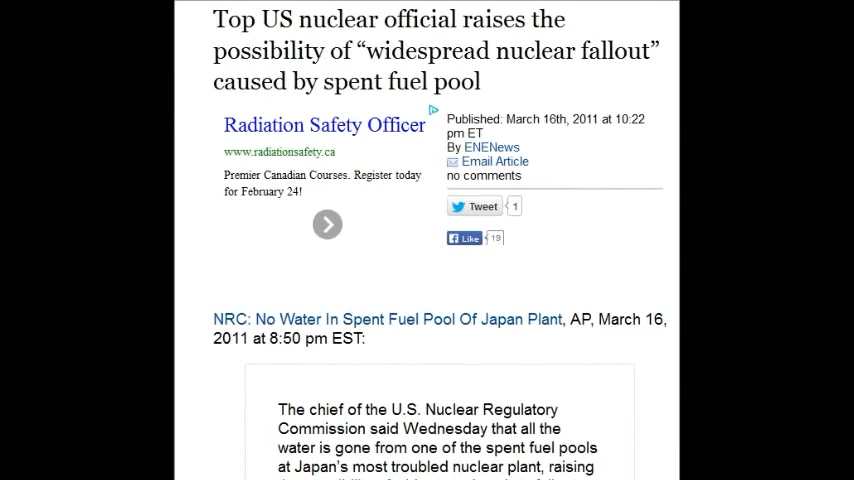 Top US nuclear official raises the
possibility of “widespread nuclear fallout”
caused by spent fuel pool
Radiation Safety Officer
www.radiationsafety.ca
Premier Canadian Courses. Register today
for February 24!
Published: March 16th, 2011 at 10:22
pm ET
By ENENews
Email Article
no comments
Tweet 1
Like 19
NRC: No Water In Spent Fuel Pool Of Japan Plant, AP, March 16,
2011 at 8:50 pm EST:
The chief of the U.S. Nuclear Regulatory
Commission said Wednesday that all the
water is gone from one of the spent fuel pools
at Japan’s most troubled nuclear plant, raising